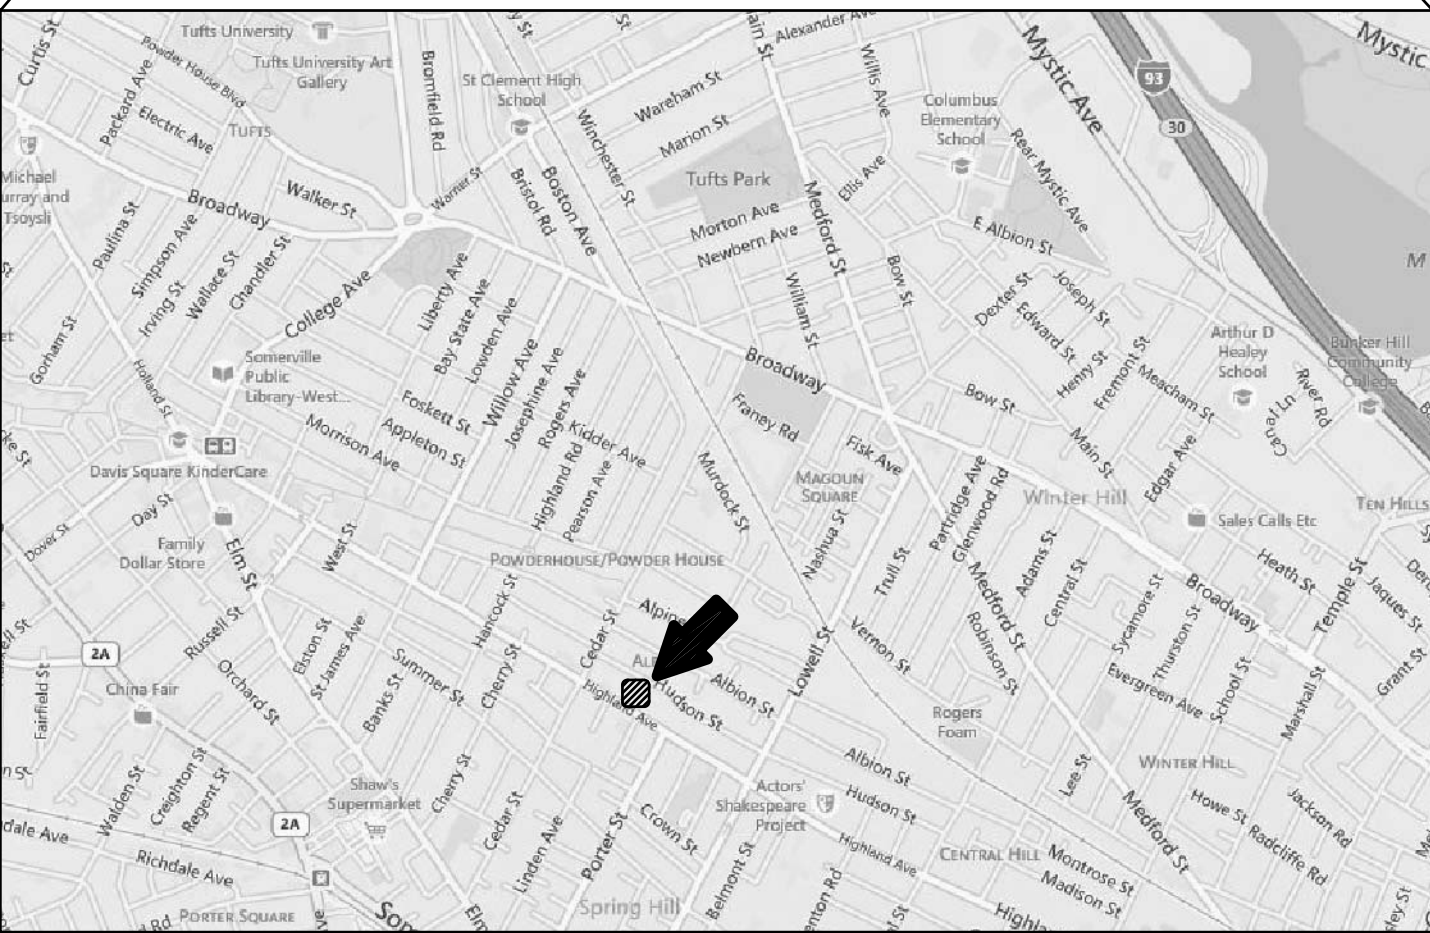 Curtis St
Tufts University
Powder House Blvd
Packard Ave
Tufts University Art
Gallery
Electric Ave
TUFTS
Bromfield Rd
St Clement High
School
Wareham St
Marion St
Winchester St
Alexander Ave
Willis Ave
Columbus
Elementary
School
Mystic Ave
93
30
Mystic
Rear Mystic Ave
Michael
Tsoysli
Walker St
Broadway
Warner St
Bristol Rd
Boston Ave
Tufts Park
Morton Ave
Newbern Ave
Medford St
Ellis Ave
E Albion St
Paulina St
Simpson Ave
Irving St
Wallace St
Chandler St
College Ave
Liberty Ave
Bay State Ave
Lowden Ave
William St
Bow St
Dexter St
Joseph St
Edward St
Henry St
Fremont St
Meacham St
Arthur D
Healey
School
Bunker Hill
Community
College
Gorham St
Holland St
Somerville
Public
Library-West...
Foskett St
Willow Ave
Josephine Ave
Rogers Ave
Broadway
Franey Rd
Fisk Ave
Bow St
Main St
Edgar Ave
Canal Ln
River Rd
Morrison Ave
Appleton St
Highland Rd
Kidder Ave
Pearson Ave
Murdock St
MAGOUN
SQUARE
Nashua St
Partridge Ave
Glenwood Rd
Winter Hill
Sales Calls Etc
TEN HILLS
Davis Square KinderCare
Day St
Dover St
Family
Dollar Store
Elm St
West St
POWDERHOUSE/POWDER HOUSE
Trull St
Medford St
Adams St
Central St
Heath St
Broadway
Temple St
Jaques St
2A
Russell St
Elston St
St James Ave
Hancock St
Cedar St
Alpine
Vernon St
Robinson St
Sycamore St
Thurston St
Fairfield St
China Fair
Orchard St
Banks St
Summer St
Cherry St
Highland Ave
Hudson St
Albion St
Lowell St
Rogers
Foam
Evergreen Ave
School St
Marshall St
Grant St
Walden St
Creighton St
Regent St
Shaw's
Supermarket
Cherry St
Cedar St
Linden Ave
Porter St
Crown St
Actors'
Shakespeare
Project
Albion St
Hudson St
Lee St
WINTER HILL
Medford St
Howe St
Radcliffe Rd
Jackson Rd
2A
Richdale Ave
PORTER SQUARE
Elm
Spring Hill
Belmont St
Highland Ave
CENTRAL HILL
Montrose St
Madison St